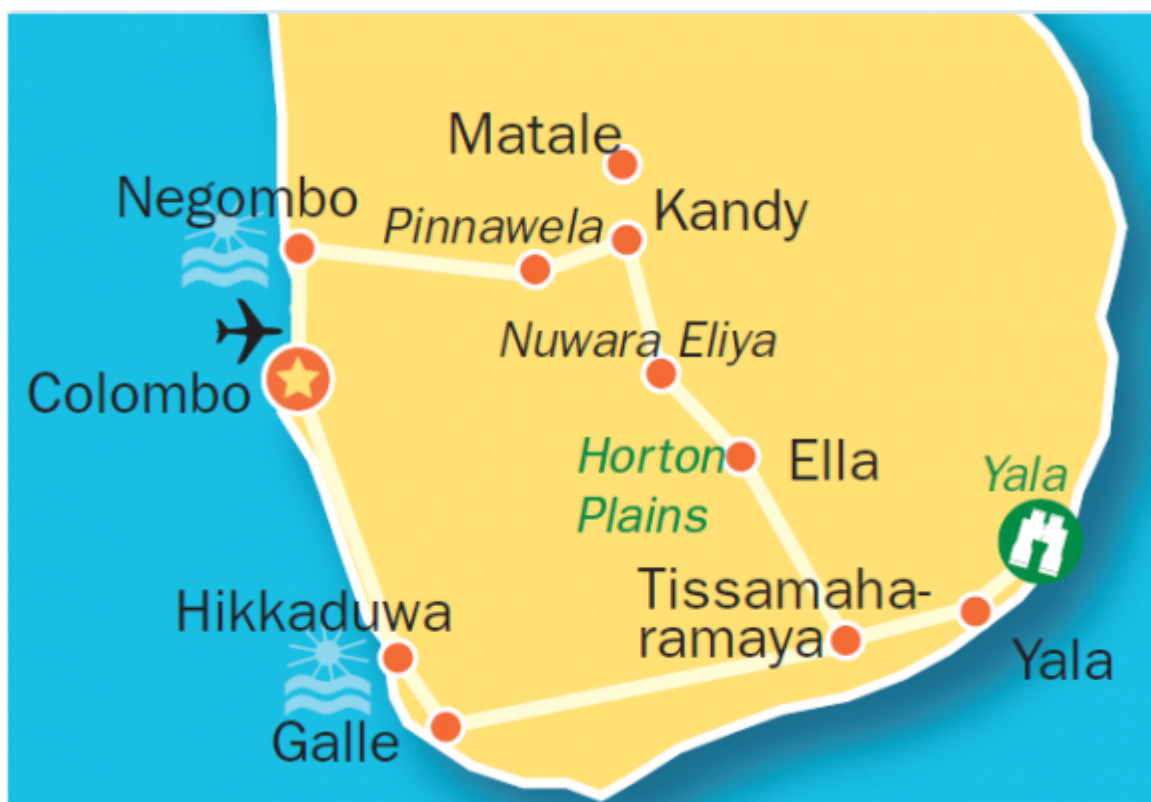 Matale
Negombo
Kandy
Pinnawela
Nuwara Eliya
Colombo
Horton
Plains
Ella
Yala
Tissamaha-
ramaya
Hikkaduwa
Yala
Galle